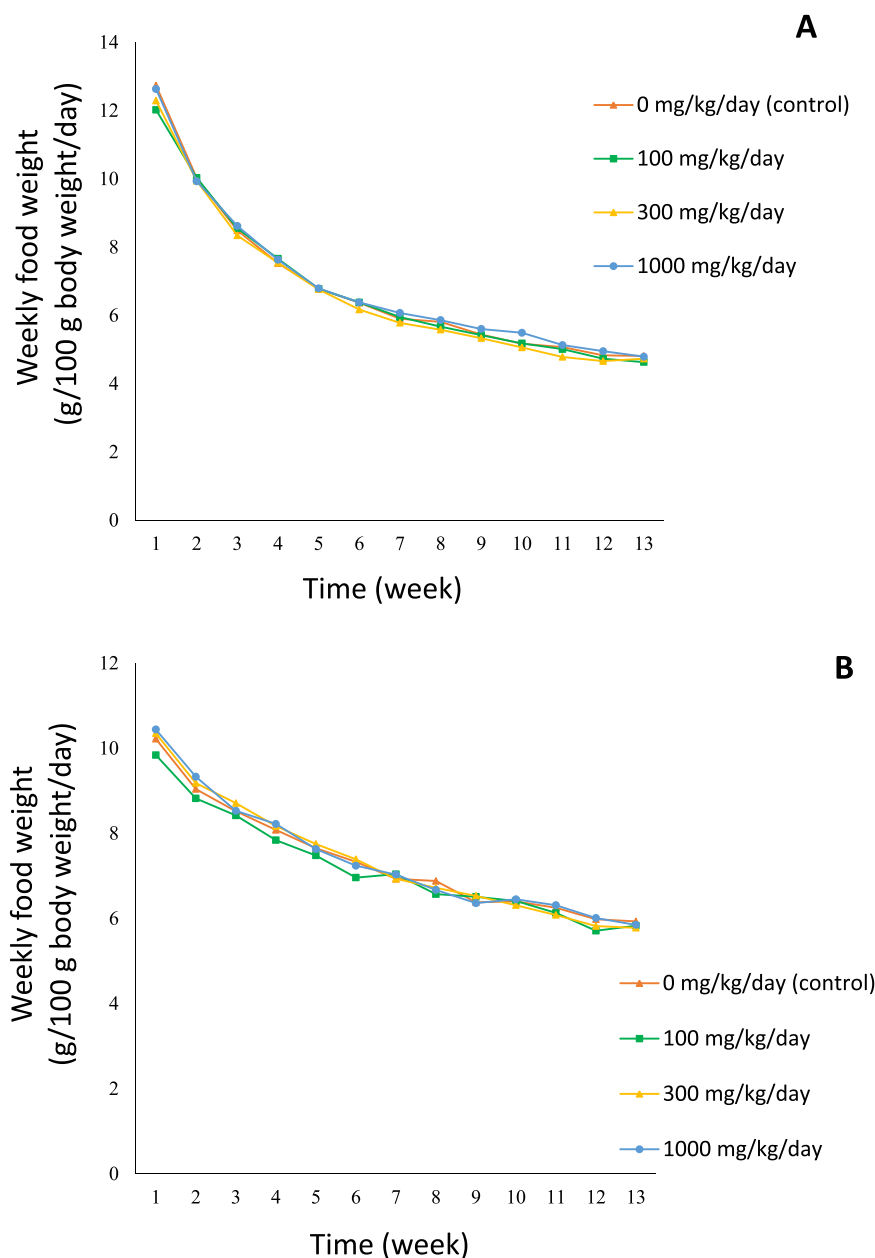 A
14
12
10
8
6
4
2
0
Weekly food weight
(g/100 g body weight/day)
0 mg/kg/day (control)
100 mg/kg/day
300 mg/kg/day
1000 mg/kg/day
1 2 3 4 5 6 7 8 9 10 11 12 13
Time (week)
B
12
10
8
6
4
2
0
Weekly food weight
(g/100 g body weight/day)
0 mg/kg/day (control)
100 mg/kg/day
300 mg/kg/day
1000 mg/kg/day
1 2 3 4 5 6 7 8 9 10 11 12 13
Time (week)